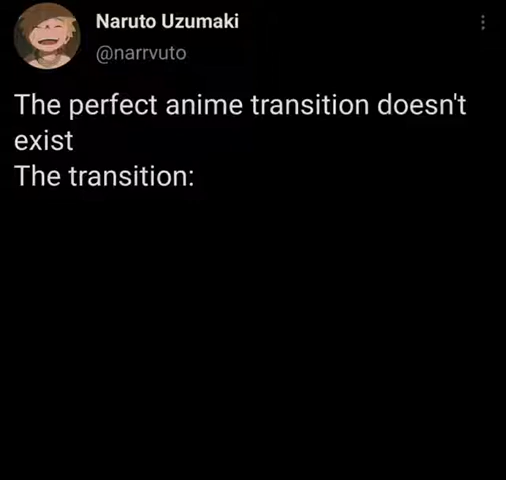 Naruto Uzumaki
@narrvuto
The perfect anime transition doesn't
exist
The transition: